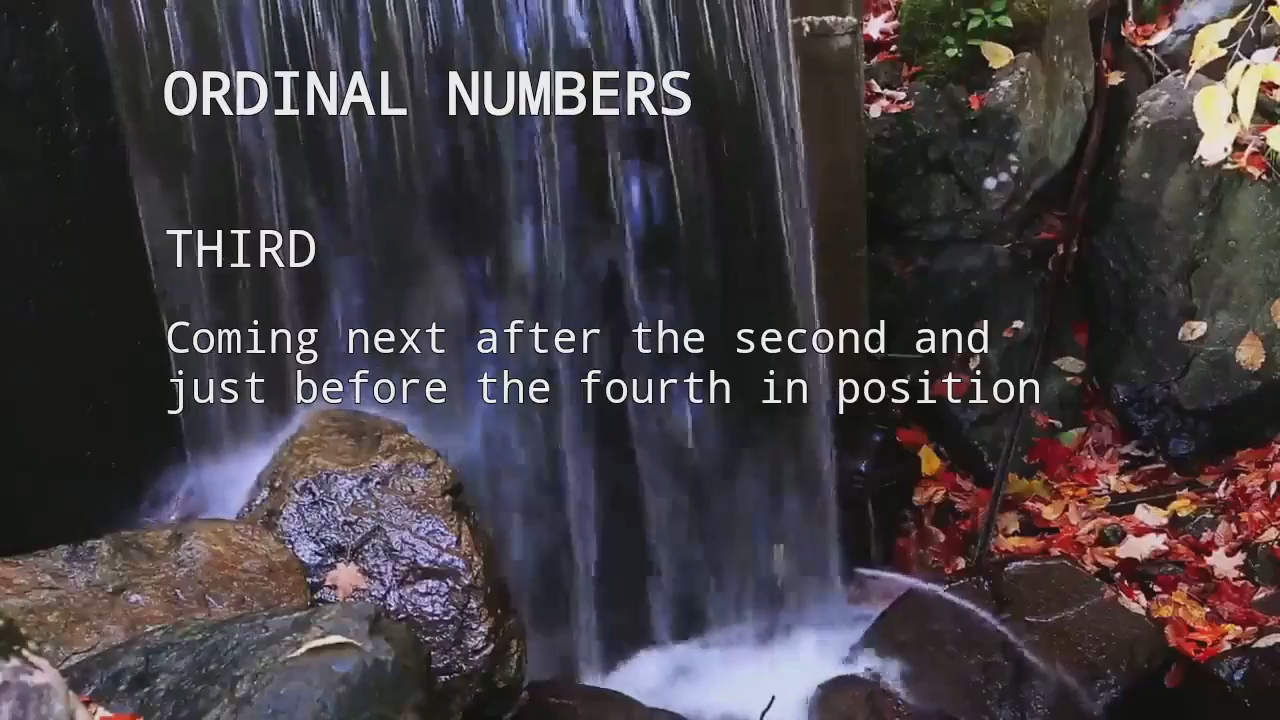 ORDINAL NUMBERS
THIRD
Coming next after the second and
just before the fourth in position